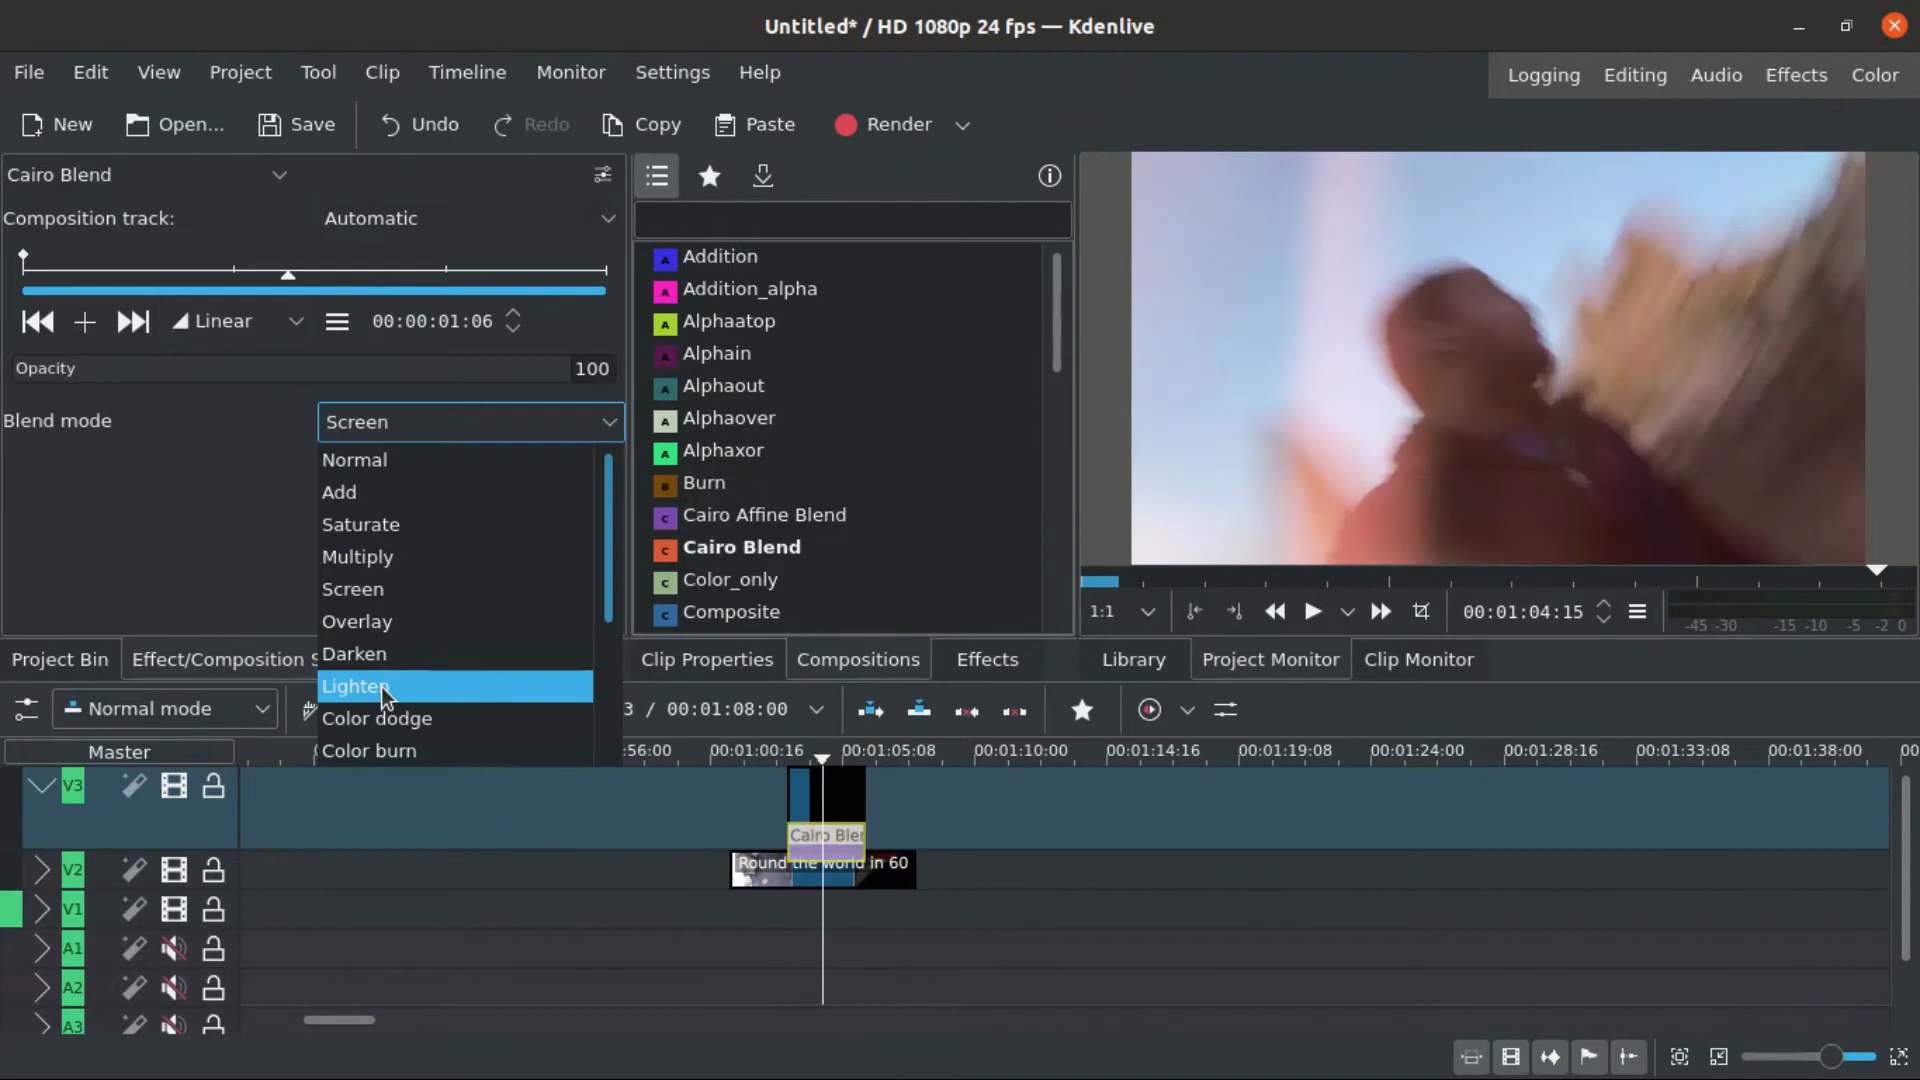 Untitled* / HD 1080p 24 fps — Kdenlive
File Edit View Project Tool Clip Timeline Monitor Settings Help
Logging Editing Audio Effects Color
New Open... Save Undo Redo Copy Paste Render
Cairo Blend
Composition track: Automatic
Linear 00:00:01:06
Opacity 100
Blend mode Screen
Normal
Add
Saturate
Multiply
Screen
Overlay
Darken
Lighten
Color dodge
Color burn
A Addition
A Addition_alpha
A Alphaatop
A Alphain
A Alphaout
A Alphaover
A Alphaxor
B Burn
C Cairo Affine Blend
C Cairo Blend
C Color_only
C Composite
1:1 00:01:04:15
-45 -30 -15 -10 -5 -2 0
Project Bin Effect/Composition S Clip Properties Compositions Effects Library Project Monitor Clip Monitor
Normal mode 3 / 00:01:08:00
Master :56:00 00:01:00:16 00:01:05:08 00:01:10:00 00:01:14:16 00:01:19:08 00:01:24:00 00:01:28:16 00:01:33:08 00:01:38:00 00
V3
Cairo Ble
V2 Round the world in 60
V1
A1
A2
A3